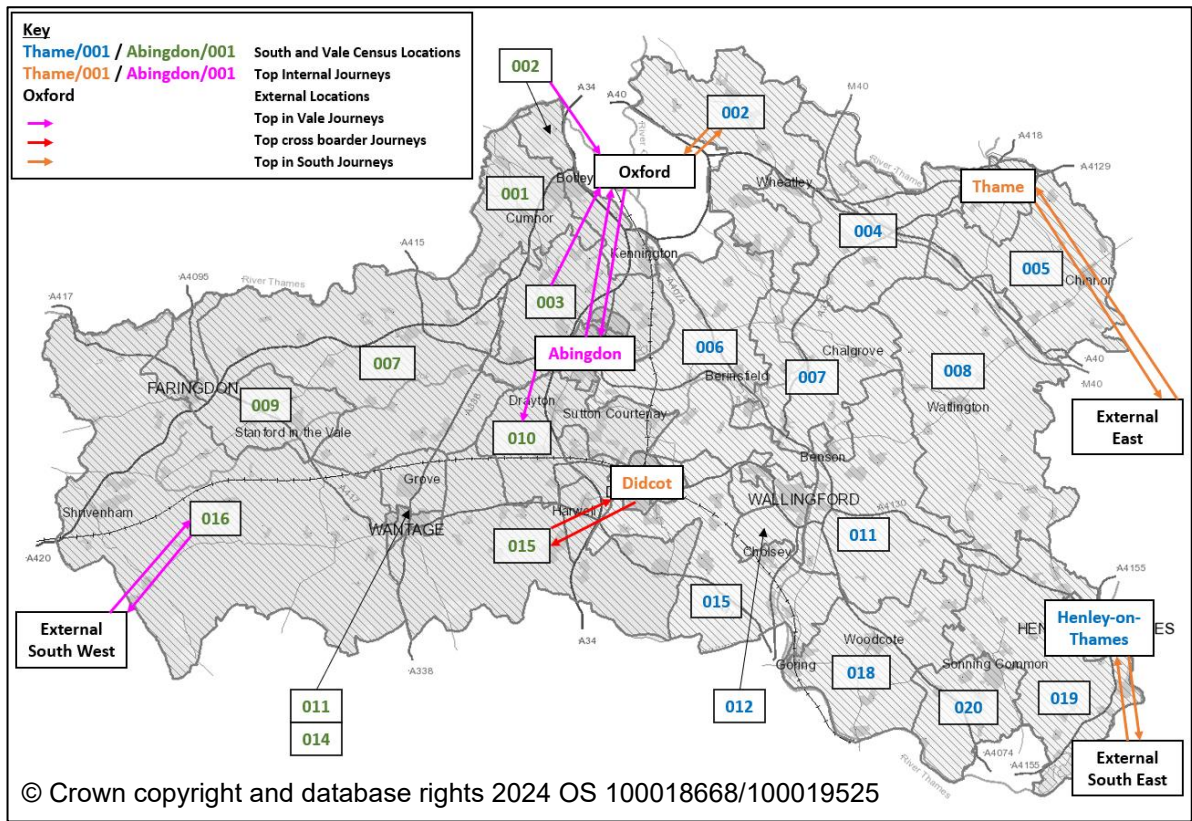 Key
Thame/001 / Abingdon/001 South and Vale Census Locations
Thame/001 / Abingdon/001 Top Internal Journeys
Oxford External Locations
Top in Vale Journeys
Top cross boarder Journeys
Top in South Journeys
002
A34
A40
002
M40
A418
River Thames
A4129
Oxford
Botley
Wheatley
Thame
001
Cumnor
004
A415
Kennington
005
Chinnor
A4095
River Thames
A4074
A417
003
Abingdon
006
Chalgrove
007
008
A40
M40
007
Berinsfield
FARINGDON
A338
Drayton
Watlington
009
Sutton Courtenay
External
East
Stanford in the Vale
010
Benson
Grove
Didcot
WALLINGFORD
A417
Shrivenham
016
Harwell
A4130
WANTAGE
011
015
Cholsey
A420
A4155
015
External
South West
Henley-on-
Thames
Woodcote
A34
A338
Goring
018
Sonning Common
011
014
012
020
019
A4074
A4155
River Thames
External
South East
© Crown copyright and database rights 2024 OS 100018668/100019525